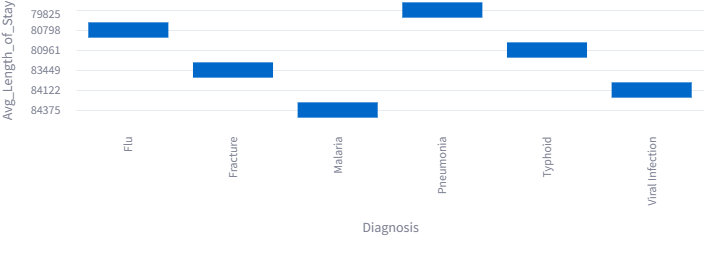 Avg_Length_of_Stay
79825
80798
80961
83449
84122
84375
Flu
Fracture
Malaria
Pneumonia
Typhoid
Viral Infection
Diagnosis